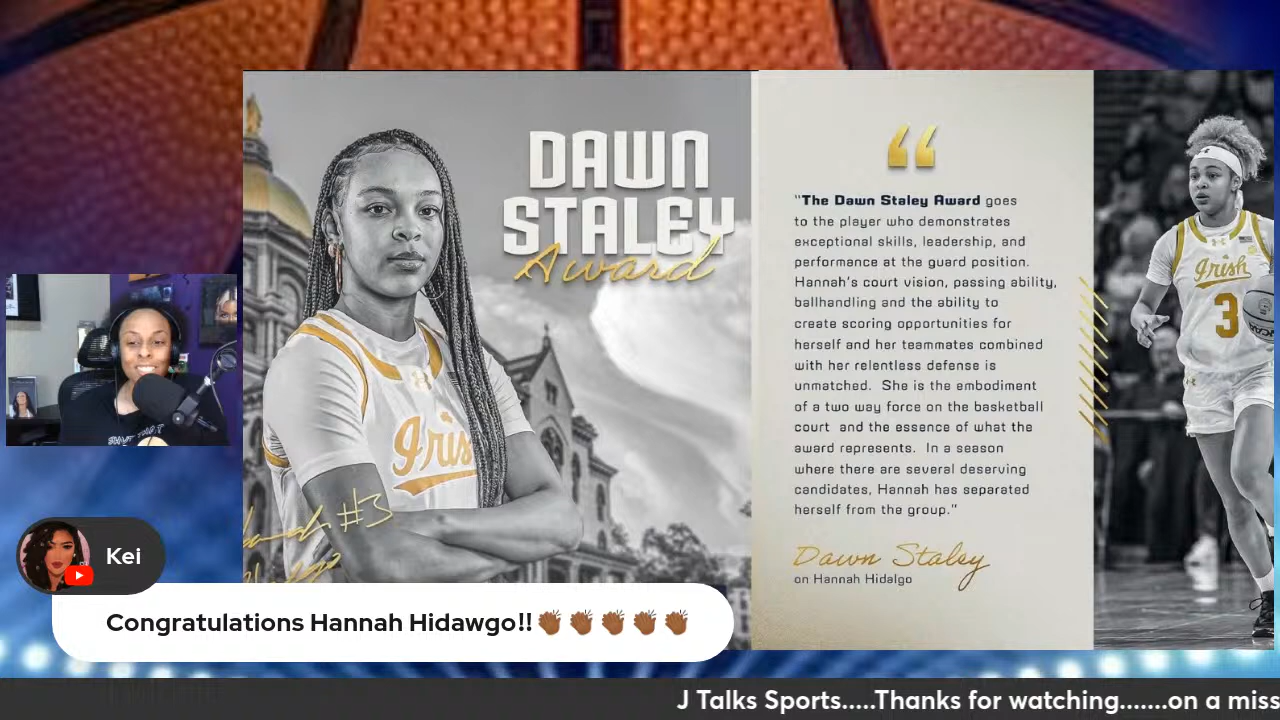 DAWN
STALEY
Award
"The Dawn Staley Award goes
to the player who demonstrates
exceptional skills, leadership, and
performance at the guard position.
Hannah's court vision, passing ability,
ballhandling and the ability to
create scoring opportunities for
herself and her teammates combined
with her relentless defense is
unmatched. She is the embodiment
of a two way force on the basketball
court and the essence of what the
award represents. In a season
where there are several deserving
candidates, Hannah has separated
herself from the group."
Dawn Staley
on Hannah Hidalgo
Irish
3
#3
Kei
Congratulations Hannah Hidawgo!! 👏🏾 👏🏾 👏🏾 👏🏾 👏🏾
J Talks Sports.....Thanks for watching.......on a miss